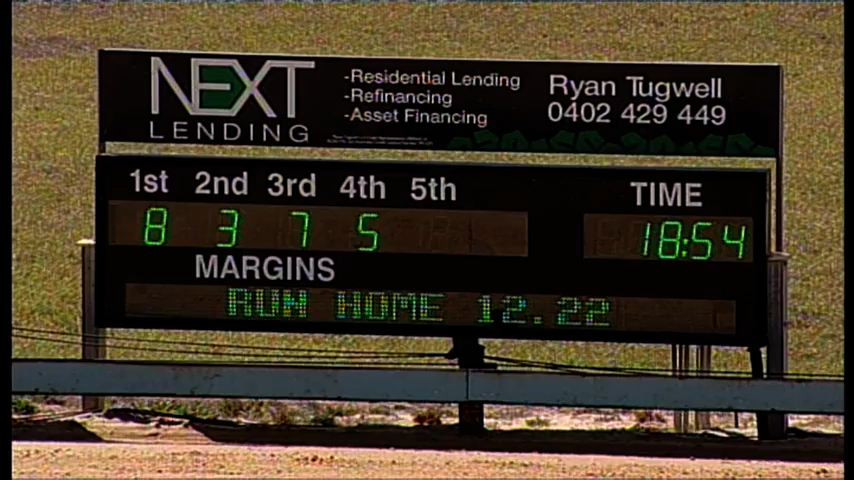 NEXT
LENDING
-Residential Lending
-Refinancing
-Asset Financing
Ryan Tugwell
0402 429 449
1st 2nd 3rd 4th 5th TIME
8 3 7 5 18:54
MARGINS
RUN HOME 12.22